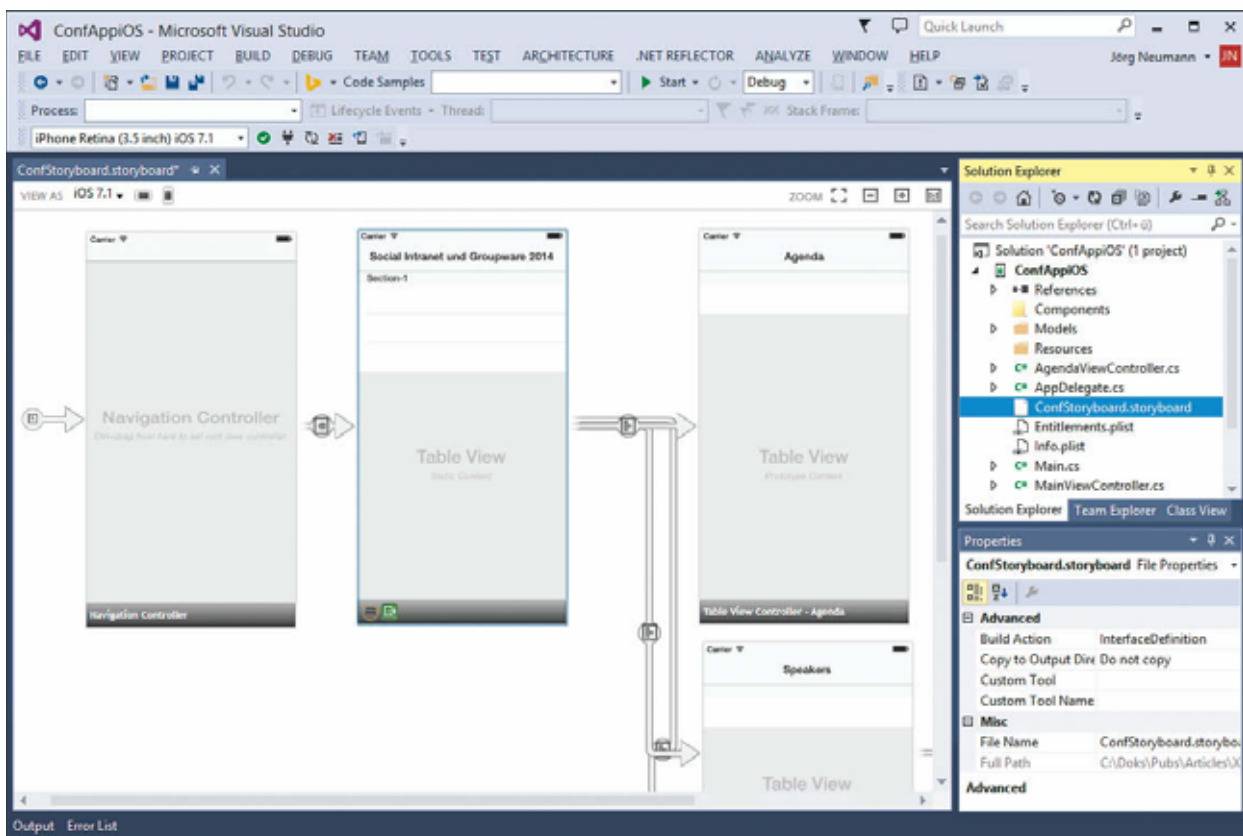 ConfAppiOS - Microsoft Visual Studio
Quick Launch
FILE EDIT VIEW PROJECT BUILD DEBUG TEAM TOOLS TEST ARCHITECTURE .NET REFLECTOR ANALYZE WINDOW HELP
Jörg Neumann JN
Code Samples Start Debug
Process: Lifecycle Events Thread: Stack Frame:
iPhone Retina (3.5 inch) iOS 7.1
ConfStoryboard.storyboard*
VIEW AS iOS 7.1 ZOOM
Carrier
Navigation Controller
Navigation Controller
Carrier
Social Intranet und Groupware 2014
Section-1
Table View
Static Content
Carrier
Agenda
Table View
Prototype Content
Table View Controller - Agenda
Carrier
Speakers
Table View
Solution Explorer
Search Solution Explorer (Ctrl+ü)
Solution 'ConfAppiOS' (1 project)
ConfAppiOS
References
Components
Models
Resources
C# AgendaViewController.cs
C# AppDelegate.cs
ConfStoryboard.storyboard
Entitlements.plist
Info.plist
C# Main.cs
C# MainViewController.cs
Solution Explorer Team Explorer Class View
Properties
ConfStoryboard.storyboard File Properties
Advanced
Build Action InterfaceDefinition
Copy to Output Dire Do not copy
Custom Tool
Custom Tool Name
Misc
File Name ConfStoryboard.storybo
Full Path C:\Doks\Pubs\Articles\X
Advanced
Output Error List